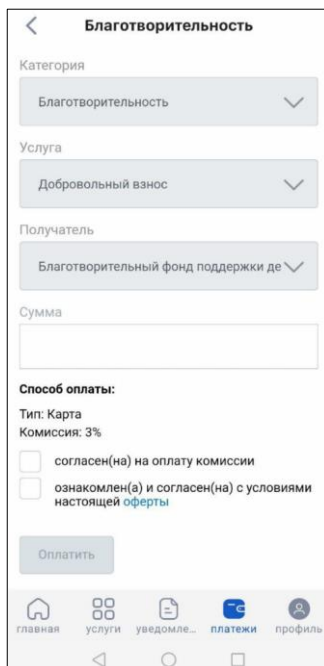 Благотворительность
Категория
Благотворительность
Услуга
Добровольный взнос
Получатель
Благотворительный фонд поддержки де
Сумма
Способ оплаты:
Тип: Карта
Комиссия: 3%
согласен(на) на оплату комиссии
ознакомлен(а) и согласен(на) с условиями
настоящей оферты
Оплатить
главная услуги уведомле... платежи профиль